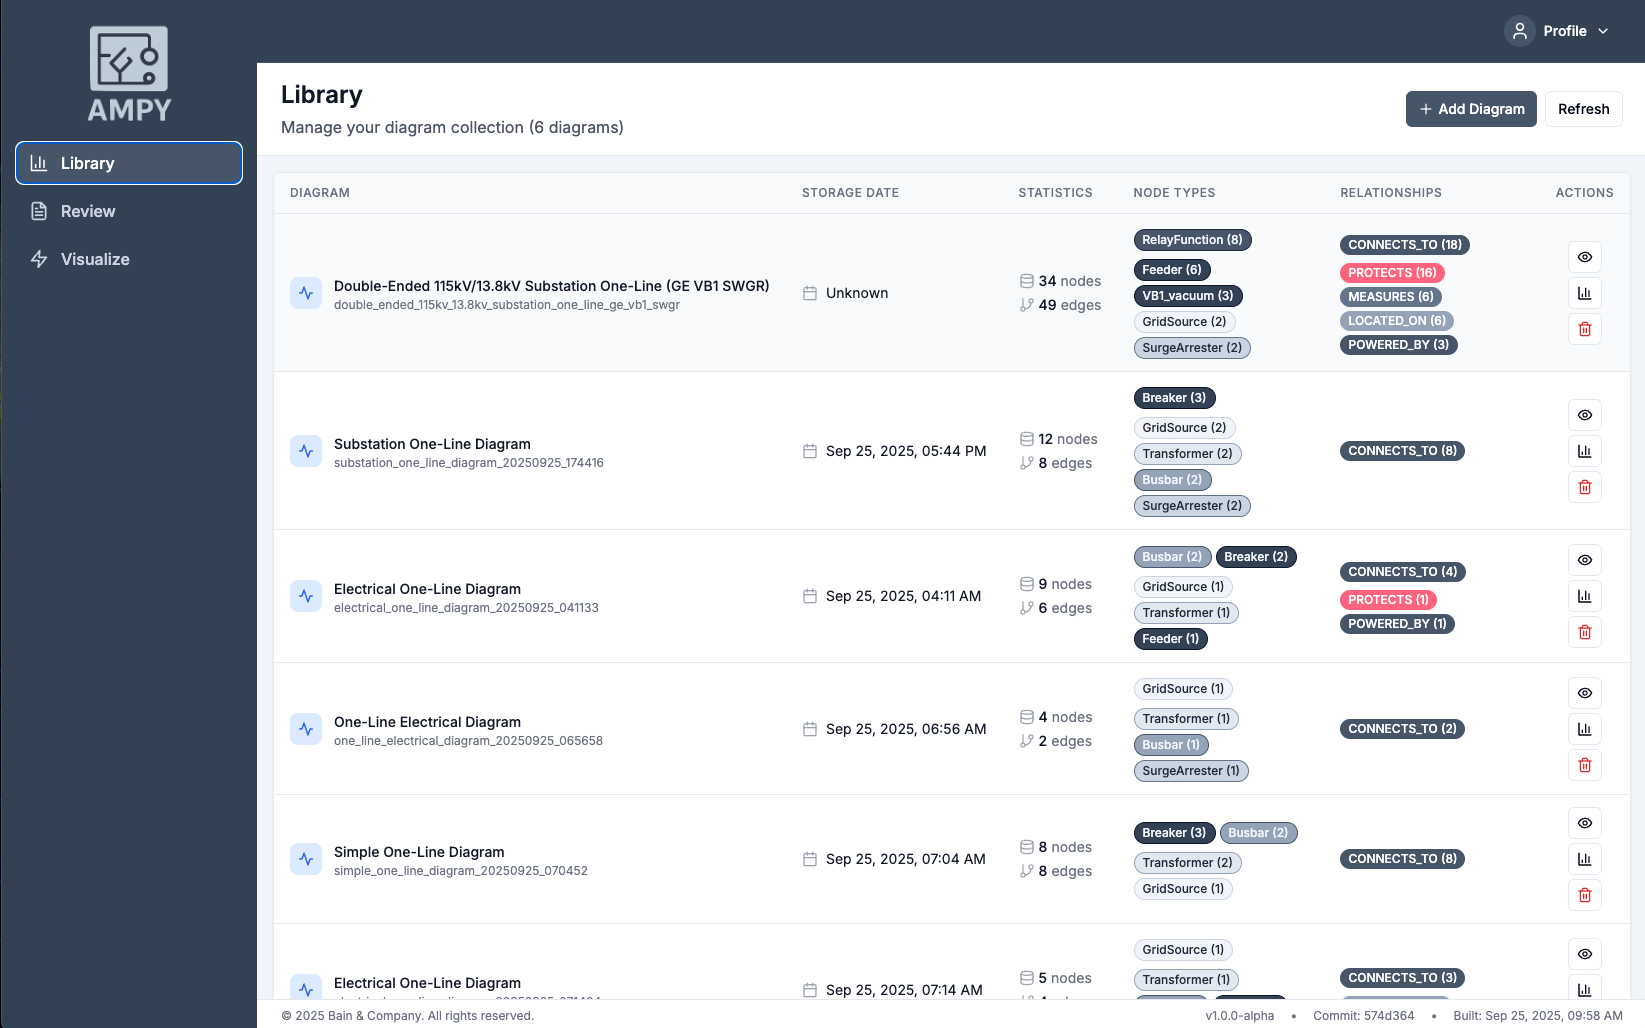 AMPY
Library
Review
Visualize
Profile
Library
Manage your diagram collection (6 diagrams)
+ Add Diagram
Refresh
DIAGRAM STORAGE DATE STATISTICS NODE TYPES RELATIONSHIPS ACTIONS
Double-Ended 115kV/13.8kV Substation One-Line (GE VB1 SWGR)
double_ended_115kv_13.8kv_substation_one_line_ge_vb1_swgr
Unknown
34 nodes
49 edges
RelayFunction (8)
Feeder (6)
VB1_vacuum (3)
GridSource (2)
SurgeArrester (2)
CONNECTS_TO (18)
PROTECTS (16)
MEASURES (6)
LOCATED_ON (6)
POWERED_BY (3)
Substation One-Line Diagram
substation_one_line_diagram_20250925_174416
Sep 25, 2025, 05:44 PM
12 nodes
8 edges
Breaker (3)
GridSource (2)
Transformer (2)
Busbar (2)
SurgeArrester (2)
CONNECTS_TO (8)
Electrical One-Line Diagram
electrical_one_line_diagram_20250925_041133
Sep 25, 2025, 04:11 AM
9 nodes
6 edges
Busbar (2) Breaker (2)
GridSource (1)
Transformer (1)
Feeder (1)
CONNECTS_TO (4)
PROTECTS (1)
POWERED_BY (1)
One-Line Electrical Diagram
one_line_electrical_diagram_20250925_065658
Sep 25, 2025, 06:56 AM
4 nodes
2 edges
GridSource (1)
Transformer (1)
Busbar (1)
SurgeArrester (1)
CONNECTS_TO (2)
Simple One-Line Diagram
simple_one_line_diagram_20250925_070452
Sep 25, 2025, 07:04 AM
8 nodes
8 edges
Breaker (3) Busbar (2)
Transformer (2)
GridSource (1)
CONNECTS_TO (8)
Electrical One-Line Diagram
Sep 25, 2025, 07:14 AM
5 nodes
GridSource (1)
Transformer (1)
CONNECTS_TO (3)
© 2025 Bain & Company. All rights reserved.
v1.0.0-alpha • Commit: 574d364 • Built: Sep 25, 2025, 09:58 AM